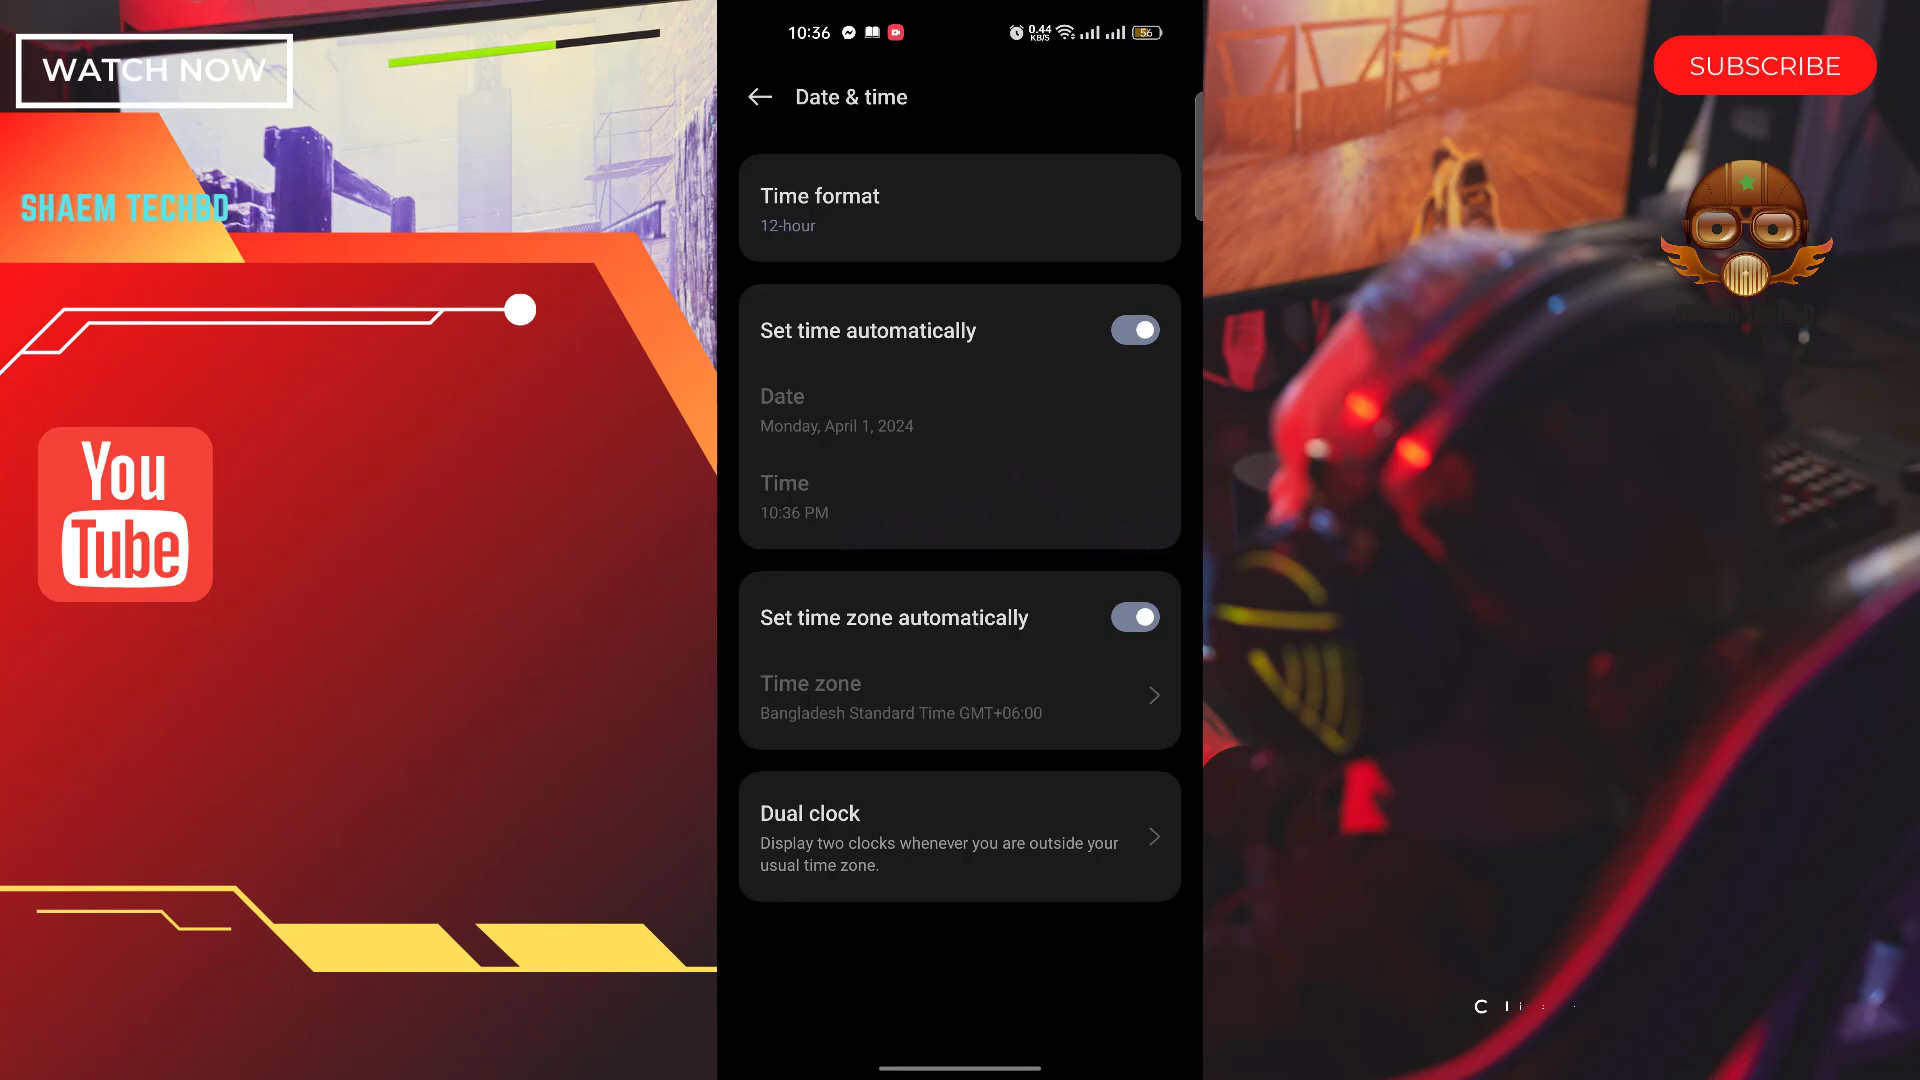 WATCH NOW
SHAEM TECHBD
You
Tube
10:36
0.44
KB/S
56
Date & time
Time format
12-hour
Set time automatically
Date
Monday, April 1, 2024
Time
10:36 PM
Set time zone automatically
Time zone
Bangladesh Standard Time GMT+06:00
Dual clock
Display two clocks whenever you are outside your
usual time zone.
SUBSCRIBE